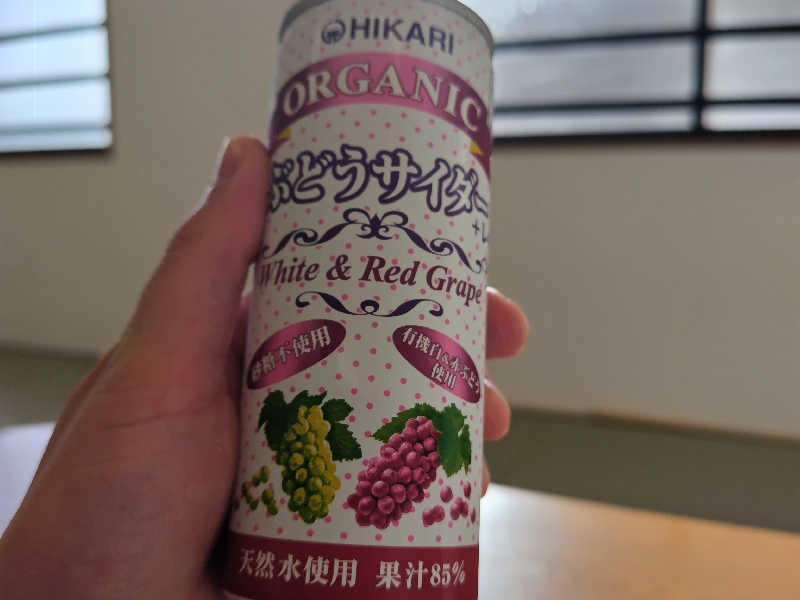 HIKARI
ORGANIC
ぶどうサイダー
+レ
White & Red Grape
砂糖不使用
有機白&赤ぶどう
使用
天然水使用 果汁85%